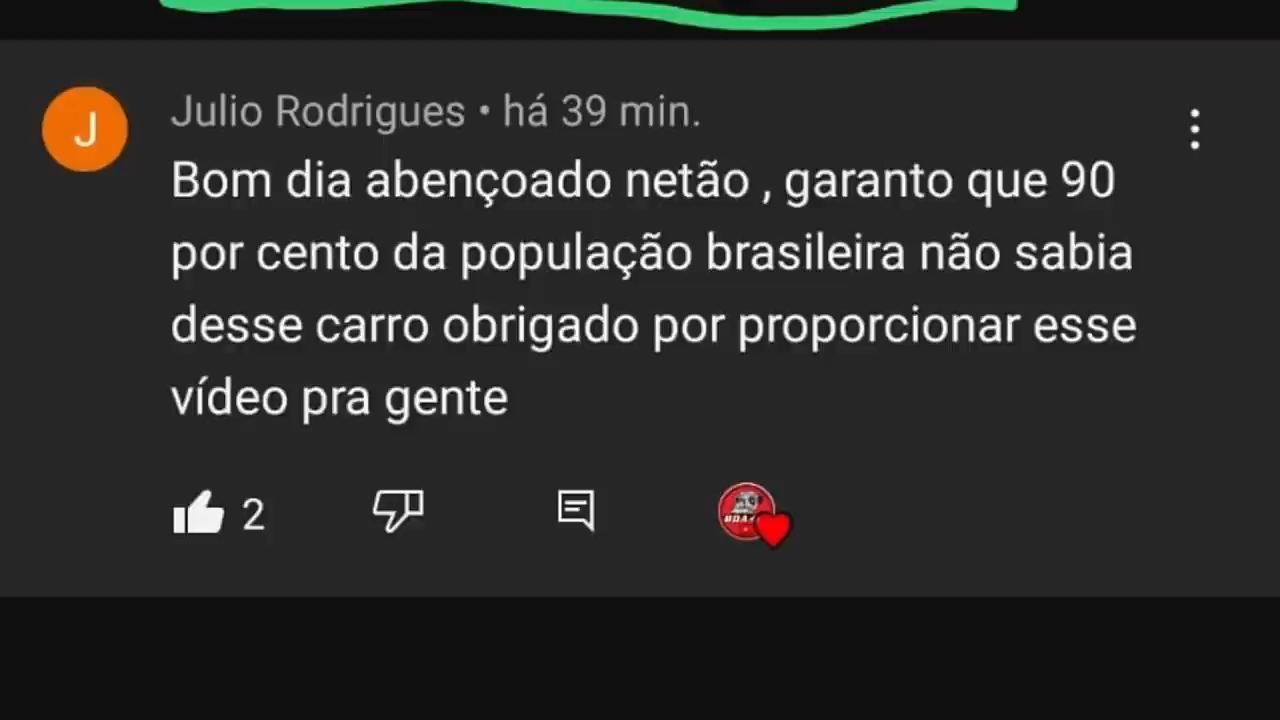 J
Julio Rodrigues • há 39 min.
Bom dia abençoado netão , garanto que 90
por cento da população brasileira não sabia
desse carro obrigado por proporcionar esse
vídeo pra gente
2